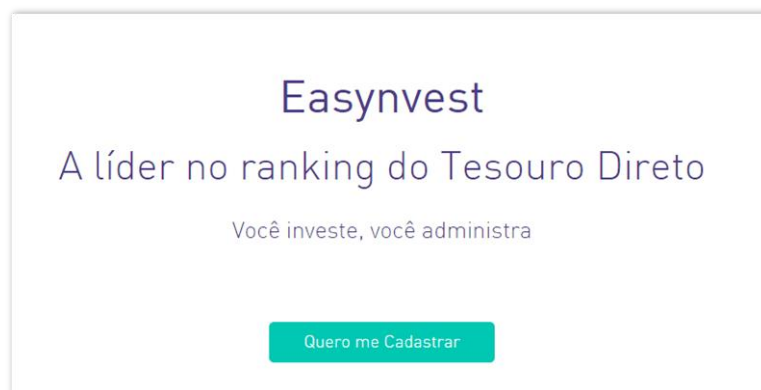 Easynvest
A líder no ranking do Tesouro Direto
Você investe, você administra
Quero me Cadastrar